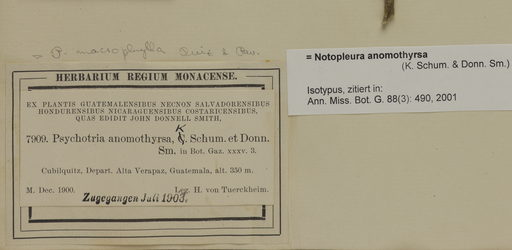 = P. macrophylla Ruiz & Pav.
HERBARIUM REGIUM MONACENSE.
EX PLANTIS GUATEMALENSIBUS NECNON SALVADORENSIBUS
HONDURENSIBUS NICARAGUENSIBUS COSTARICENSIBUS,
QUAS EDIDIT JOHN DONNELL SMITH,
K
7909. Psychotria anomothyrsa, G. Schum. et Donn.
Sm. in Bot. Gaz. xxxv. 3.
Cubilquitz, Depart. Alta Verapaz, Guatemala, alt. 350 m.
M. Dec. 1900. Leg. H. von Tuerckheim.
Zugegangen Juli 1903.
= Notopleura anomothyrsa
(K. Schum. & Donn. Sm.)
Isotypus, zitiert in:
Ann. Miss. Bot. G. 88(3): 490, 2001